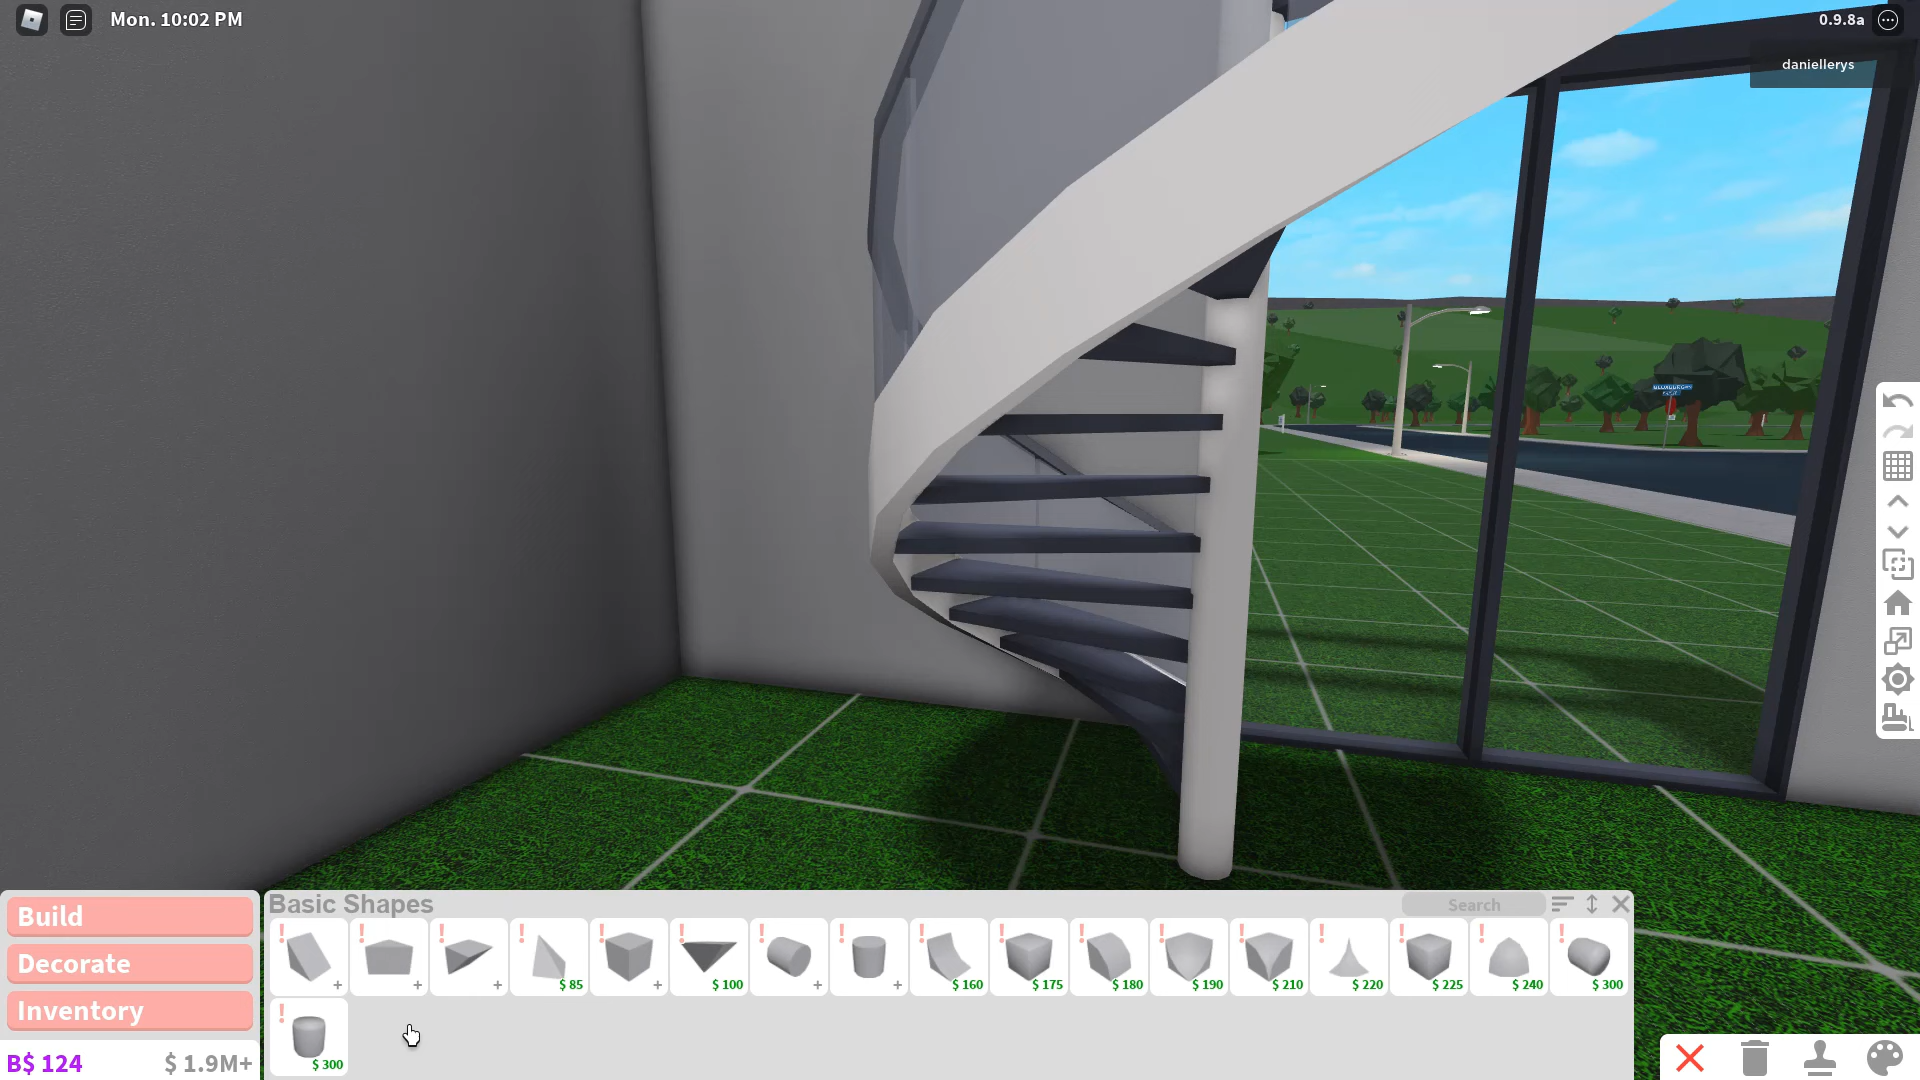 Mon. 10:02 PM
0.9.8a
daniellerys
Build
Decorate
Inventory
B$ 124
$ 1.9M+
Basic Shapes
Search
! + ! + ! + ! $ 85 ! + ! $ 100 ! + ! + ! $ 160 ! $ 175 ! $ 180 ! $ 190 ! $ 210 ! $ 220 ! $ 225 ! $ 240 ! $ 300
! $ 300